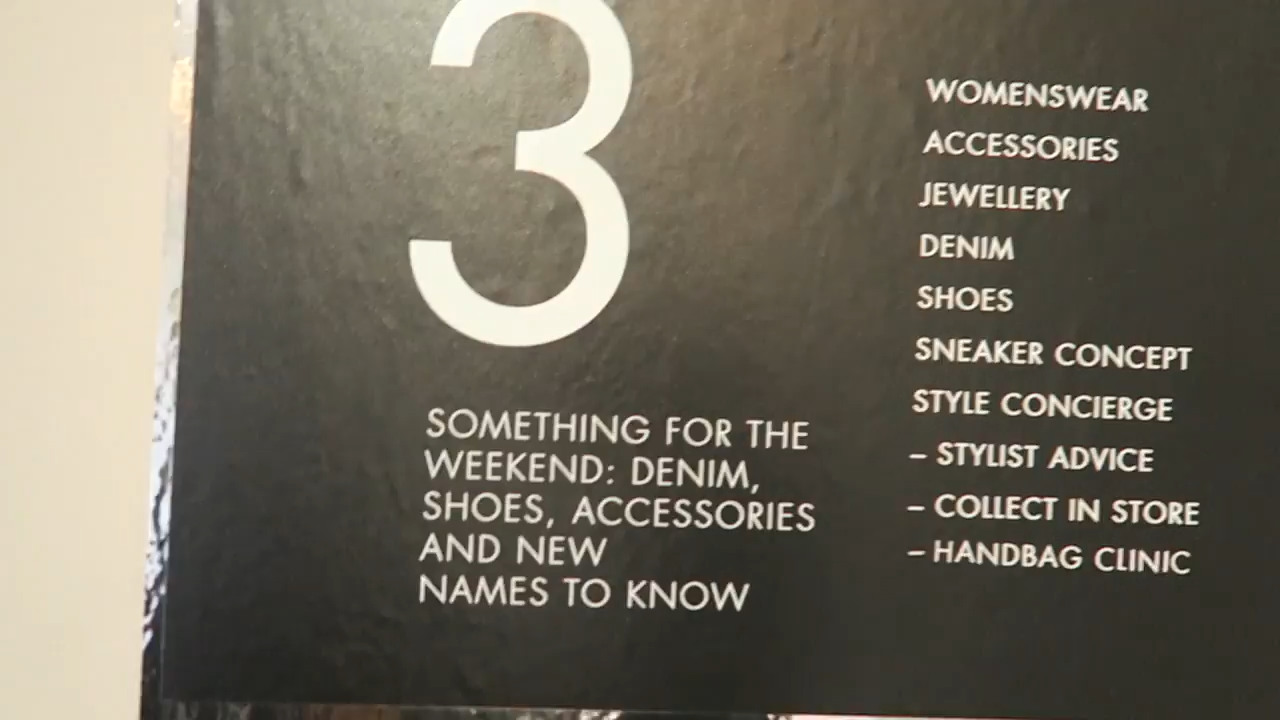 3
SOMETHING FOR THE
WEEKEND: DENIM,
SHOES, ACCESSORIES
AND NEW
NAMES TO KNOW
WOMENSWEAR
ACCESSORIES
JEWELLERY
DENIM
SHOES
SNEAKER CONCEPT
STYLE CONCIERGE
– STYLIST ADVICE
– COLLECT IN STORE
– HANDBAG CLINIC